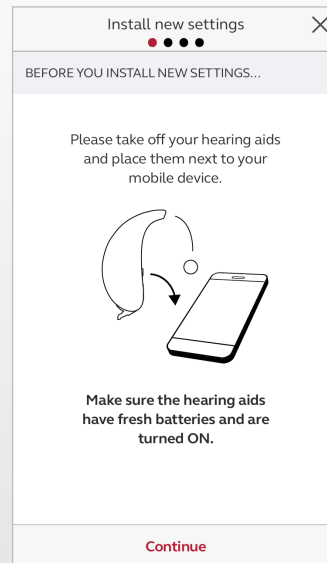 Install new settings
BEFORE YOU INSTALL NEW SETTINGS...
Please take off your hearing aids
and place them next to your
mobile device.
Make sure the hearing aids
have fresh batteries and are
turned ON.
Continue